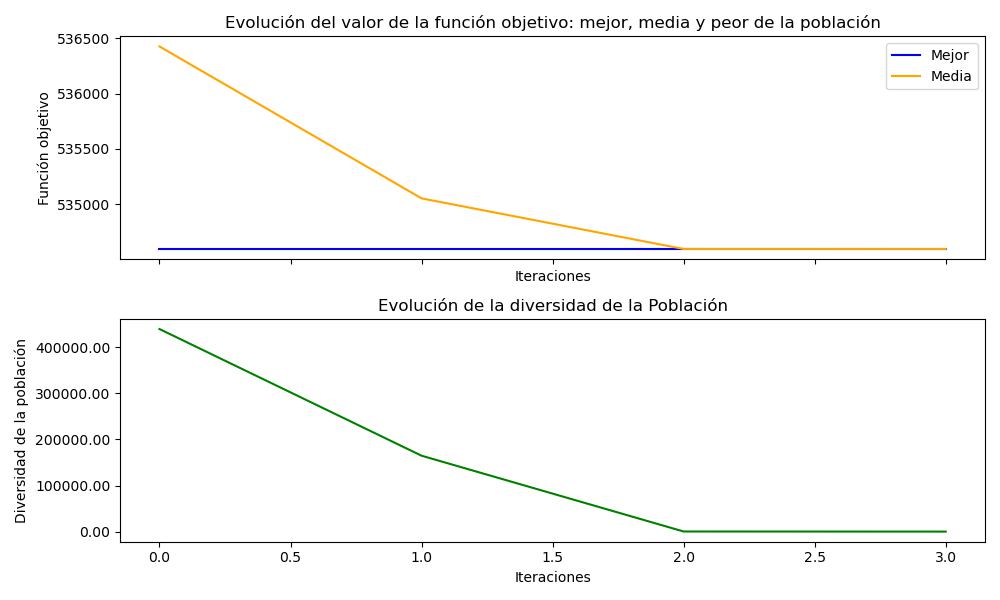 Evolución del valor de la función objetivo: mejor, media y peor de la población
536500
536000
535500
535000
Función objetivo
Mejor
Media
Iteraciones
Evolución de la diversidad de la Población
400000.00
300000.00
200000.00
100000.00
0.00
Diversidad de la población
0.0 0.5 1.0 1.5 2.0 2.5 3.0
Iteraciones